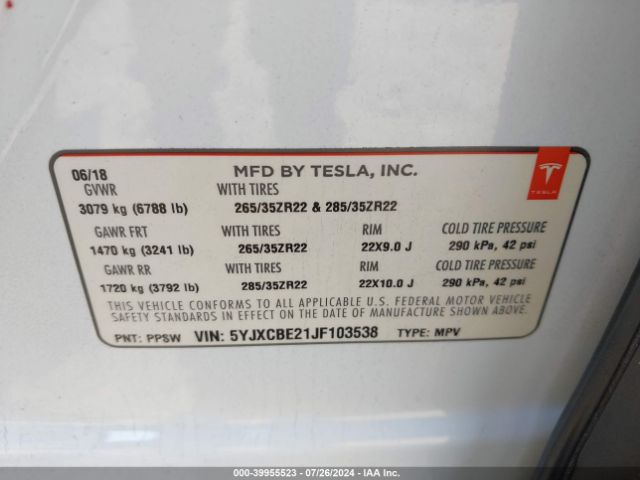 06/18 MFD BY TESLA, INC.
GVWR WITH TIRES
3079 kg (6788 lb) 265/35ZR22 & 285/35ZR22
GAWR FRT WITH TIRES RIM COLD TIRE PRESSURE
1470 kg (3241 lb) 265/35ZR22 22X9.0 J 290 kPa, 42 psi
GAWR RR WITH TIRES RIM COLD TIRE PRESSURE
1720 kg (3792 lb) 285/35ZR22 22X10.0 J 290 kPa, 42 psi
THIS VEHICLE CONFORMS TO ALL APPLICABLE U.S. FEDERAL MOTOR VEHICLE
SAFETY STANDARDS IN EFFECT ON THE DATE OF MANUFACTURE SHOWN ABOVE.
PNT: PPSW VIN: 5YJXCBE21JF103538 TYPE: MPV
TESLA
000-39955523 / 07/26/2024 - IAA Inc.